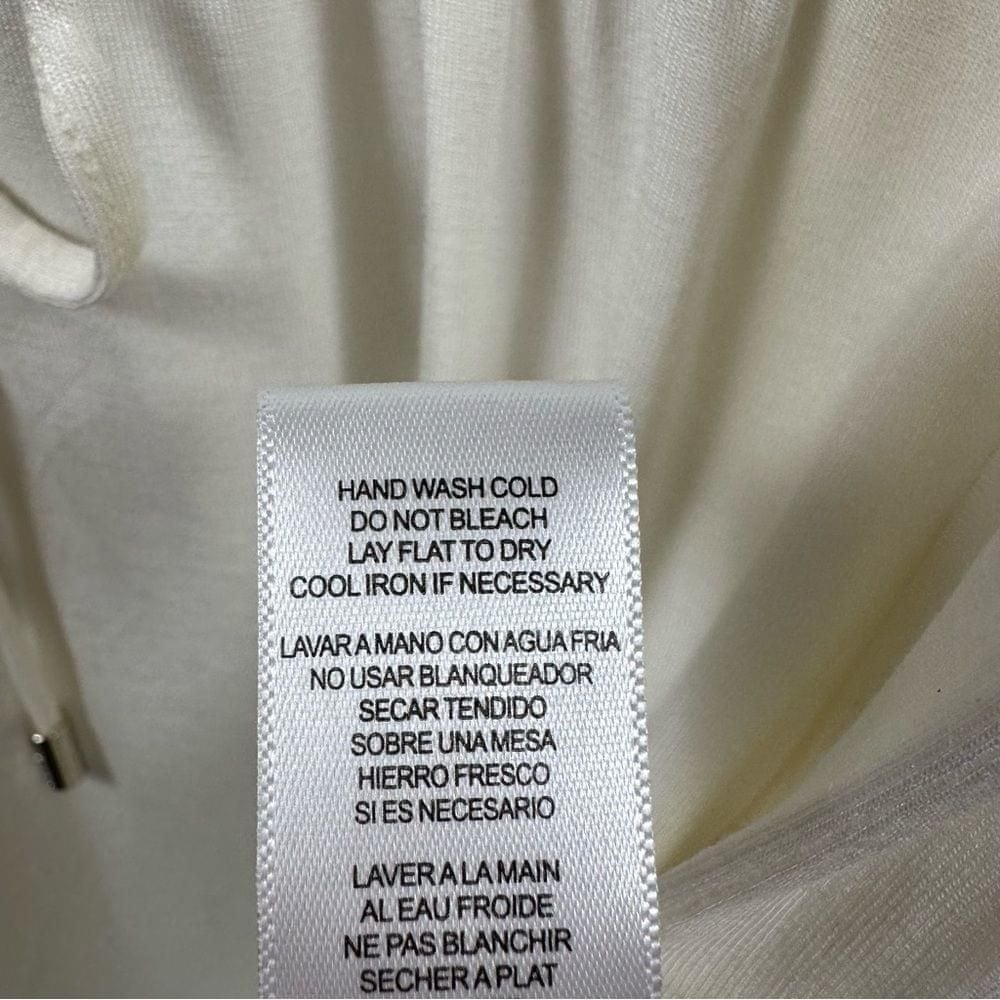 HAND WASH COLD
DO NOT BLEACH
LAY FLAT TO DRY
COOL IRON IF NECESSARY
LAVAR A MANO CON AGUA FRIA
NO USAR BLANQUEADOR
SECAR TENDIDO
SOBRE UNA MESA
HIERRO FRESCO
SI ES NECESARIO
LAVER A LA MAIN
AL EAU FROIDE
NE PAS BLANCHIR
SECHER A PLAT